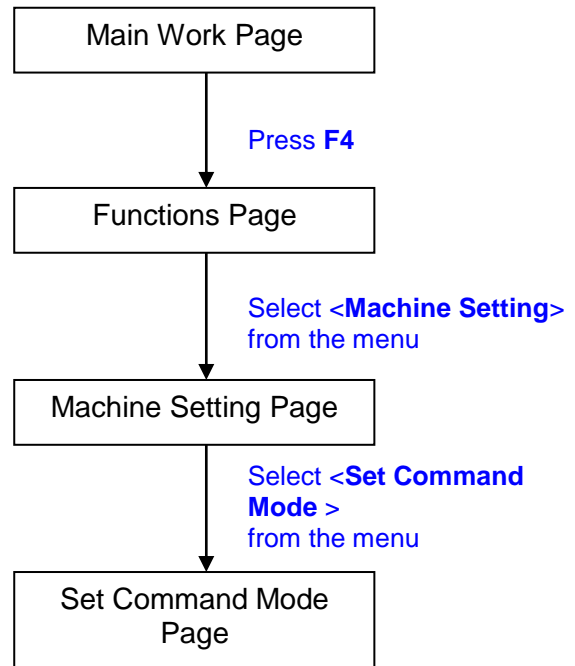 Main Work Page
Press F4
Functions Page
Select <Machine Setting>
from the menu
Machine Setting Page
Select <Set Command
Mode >
from the menu
Set Command Mode
Page